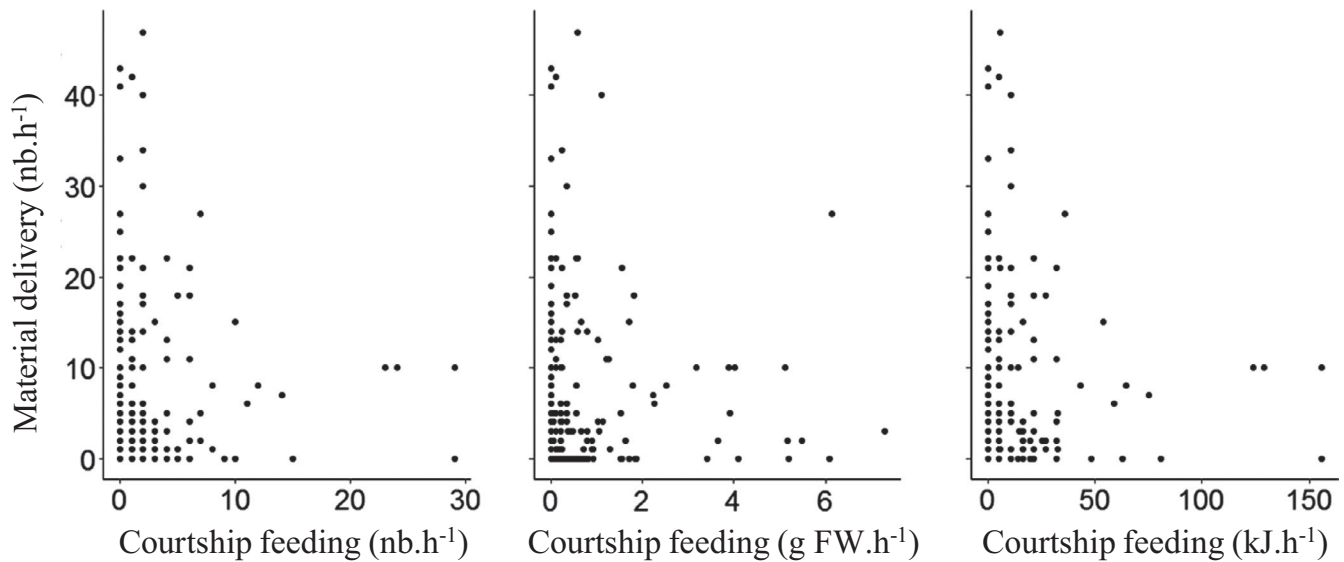 Material delivery (nb.h⁻¹)
40
30
20
10
0
0 10 20 30
0 2 4 6
0 50 100 150
Courtship feeding (nb.h⁻¹)
Courtship feeding (g FW.h⁻¹)
Courtship feeding (kJ.h⁻¹)